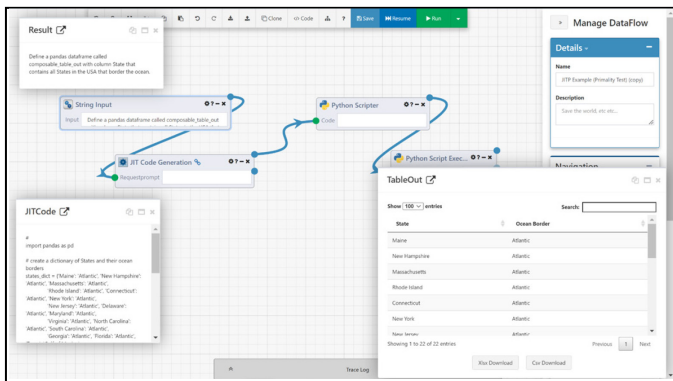 Result
Define a pandas dataframe called
composable_table_out with column State that
contains all States in the USA that border the ocean.
Clone
</> Code
?
Save
Resume
Run
Manage DataFlow
Details
Name
JITP Example (Primality Test) (copy)
Description
Save the world, etc etc...
Navigation
String Input
Input
Define a pandas dataframe called composable_table_out
JIT Code Generation
Requestprompt
Python Scripter
Code
Python Script Exec...
JITCode
#
import pandas as pd
# create a dictionary of States and their ocean
borders
states_dict = {'Maine': 'Atlantic', 'New Hampshire':
'Atlantic', 'Massachusetts': 'Atlantic',
'Rhode Island': 'Atlantic', 'Connecticut':
'Atlantic', 'New York': 'Atlantic',
'New Jersey': 'Atlantic', 'Delaware':
'Atlantic', 'Maryland': 'Atlantic',
'Virginia': 'Atlantic', 'North Carolina':
'Atlantic', 'South Carolina': 'Atlantic',
'Georgia': 'Atlantic', 'Florida': 'Atlantic',
TableOut
Show 100 entries
Search:
State Ocean Border
Maine Atlantic
New Hampshire Atlantic
Massachusetts Atlantic
Rhode Island Atlantic
Connecticut Atlantic
New York Atlantic
New Jersey Atlantic
Showing 1 to 22 of 22 entries
Previous 1 Next
Xlsx Download
Csv Download
Trace Log